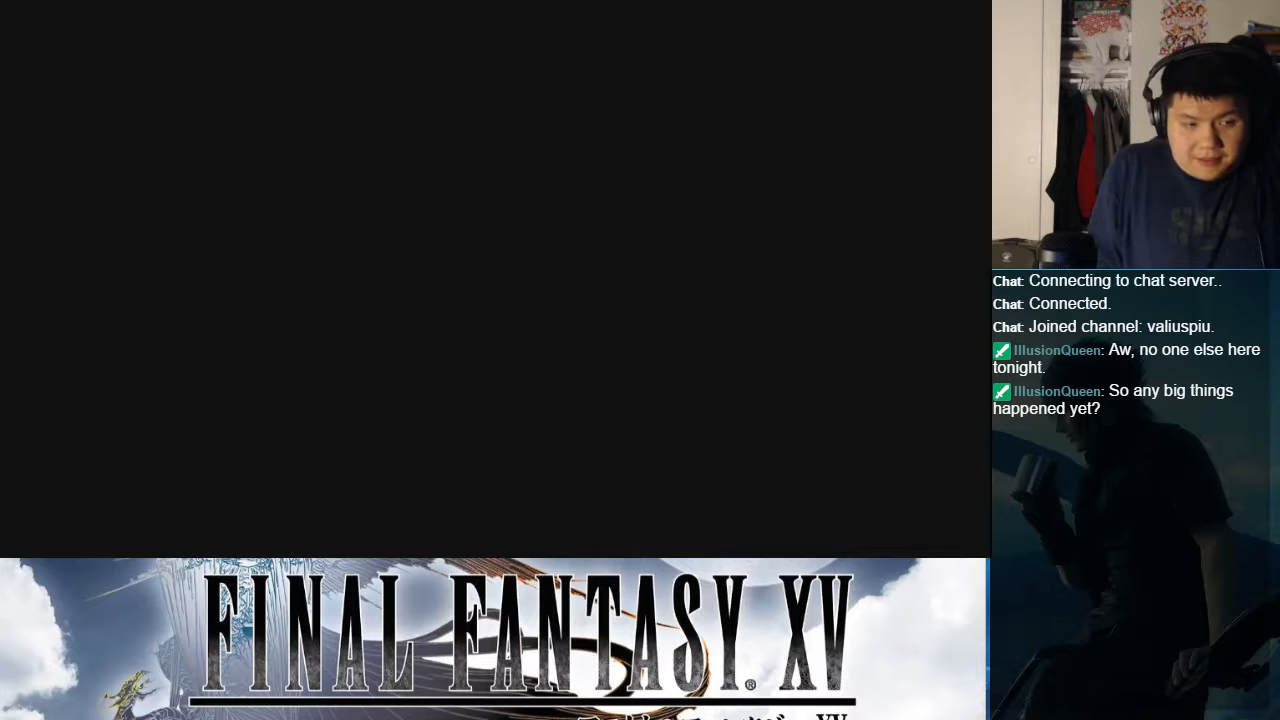 Chat: Connecting to chat server..
Chat: Connected.
Chat: Joined channel: valiuspiu.
IllusionQueen: Aw, no one else here
tonight.
IllusionQueen: So any big things
happened yet?
FINAL FANTASY® XV
XV